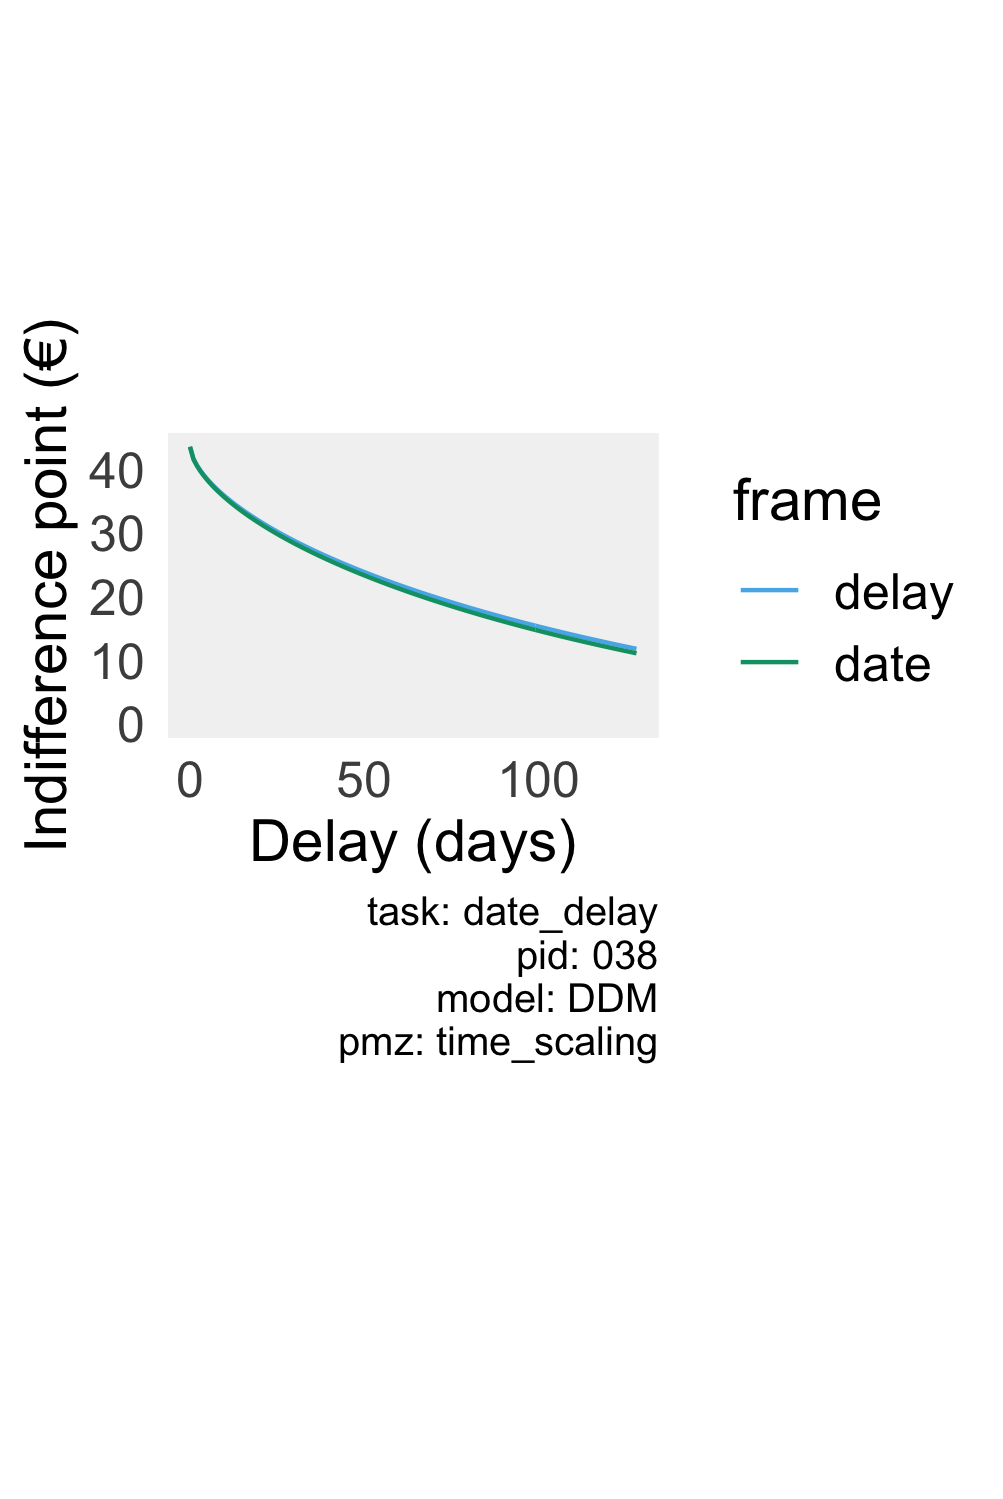 Indifference point (€)
40
30
20
10
0
0 50 100
Delay (days)
frame
delay
date
task: date_delay
pid: 038
model: DDM
pmz: time_scaling